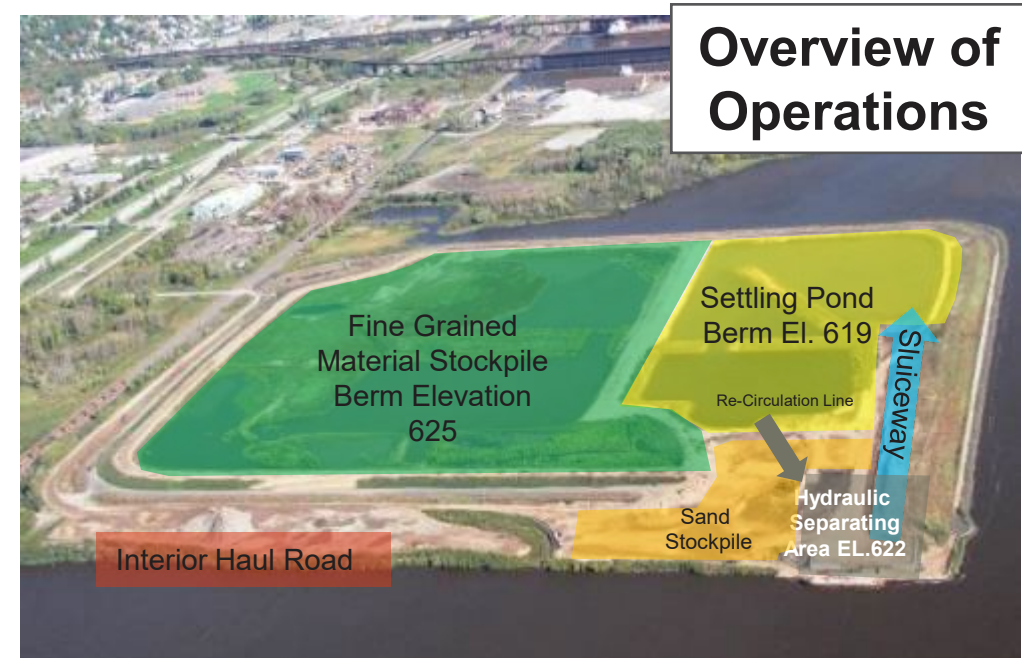 Overview of
Operations
Fine Grained
Material Stockpile
Berm Elevation
625
Settling Pond
Berm El. 619
Sluiceway
Re-Circulation Line
Sand
Stockpile
Hydraulic
Separating
Area EL.622
Interior Haul Road